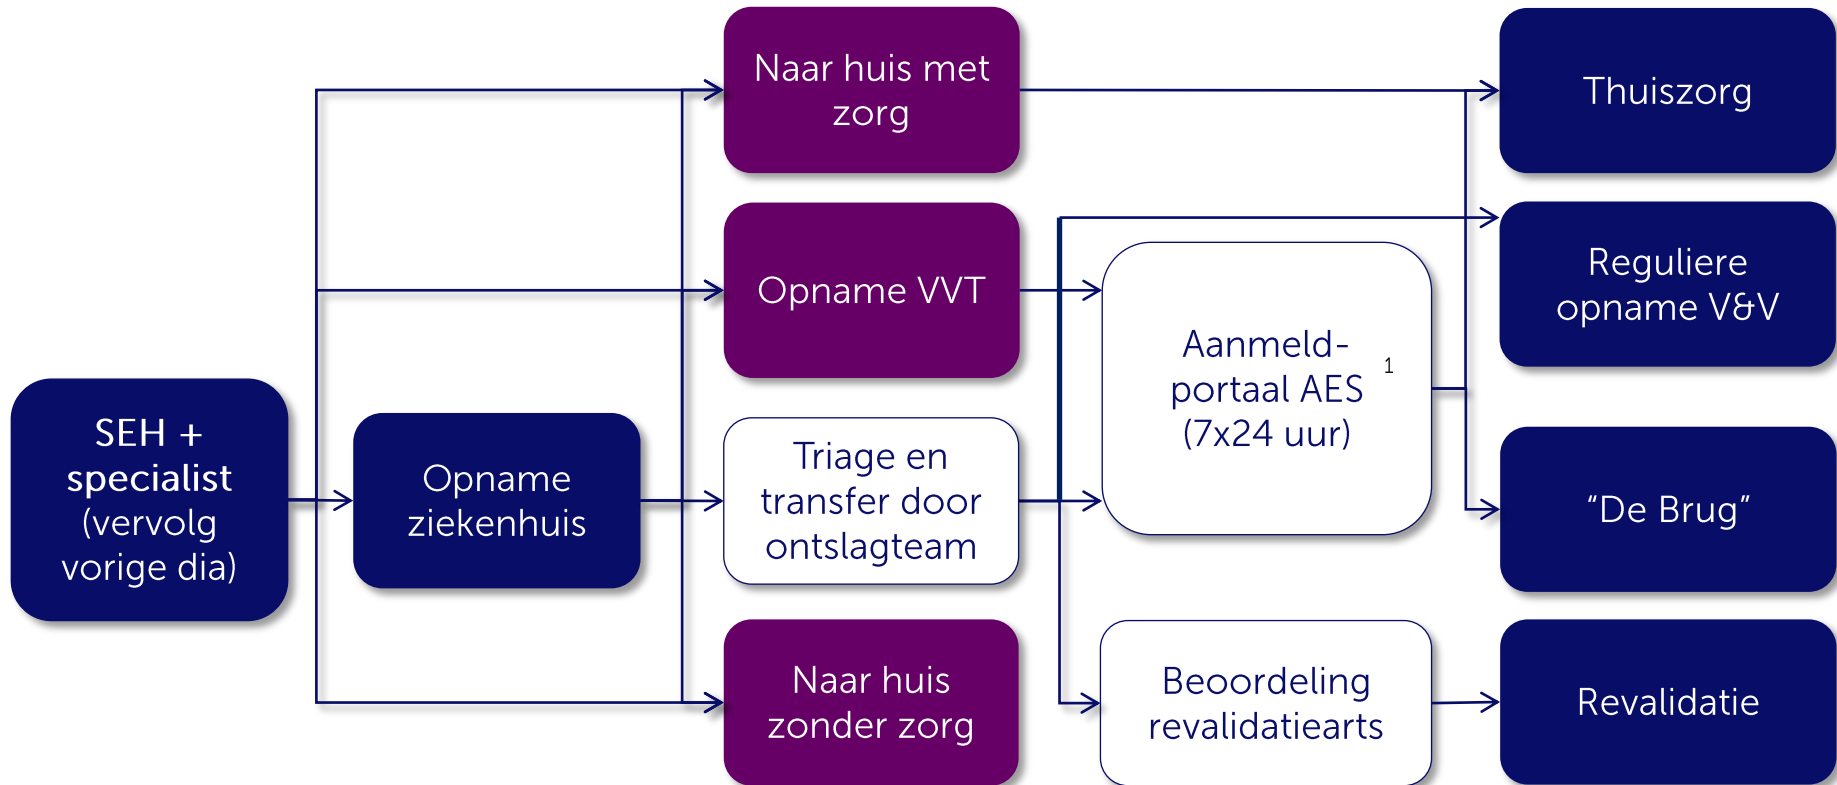 SEH +
specialist
(vervolg
vorige dia)
Opname
ziekenhuis
Naar huis met
zorg
Opname VVT
Triage en
transfer door
ontslagteam
Naar huis
zonder zorg
Aanmeld-
portaal AES 1
(7x24 uur)
Beoordeling
revalidatiearts
Thuiszorg
Reguliere
opname V&V
“De Brug”
Revalidatie